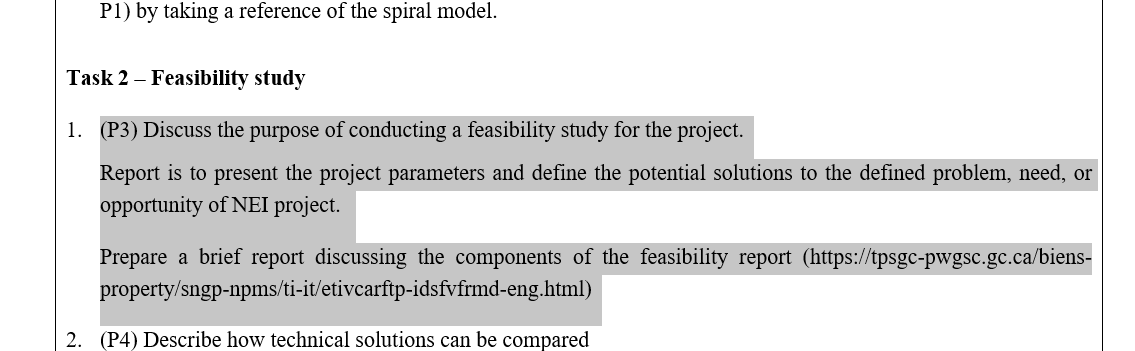 P1) by taking a reference of the spiral model.
Task 2 – Feasibility study
1. (P3) Discuss the purpose of conducting a feasibility study for the project.
Report is to present the project parameters and define the potential solutions to the defined problem, need, or
opportunity of NEI project.
Prepare a brief report discussing the components of the feasibility report (https://tpsgc-pwgsc.gc.ca/biens-
property/sngp-npms/ti-it/etivcarftp-idsfvfrmd-eng.html)
2. (P4) Describe how technical solutions can be compared